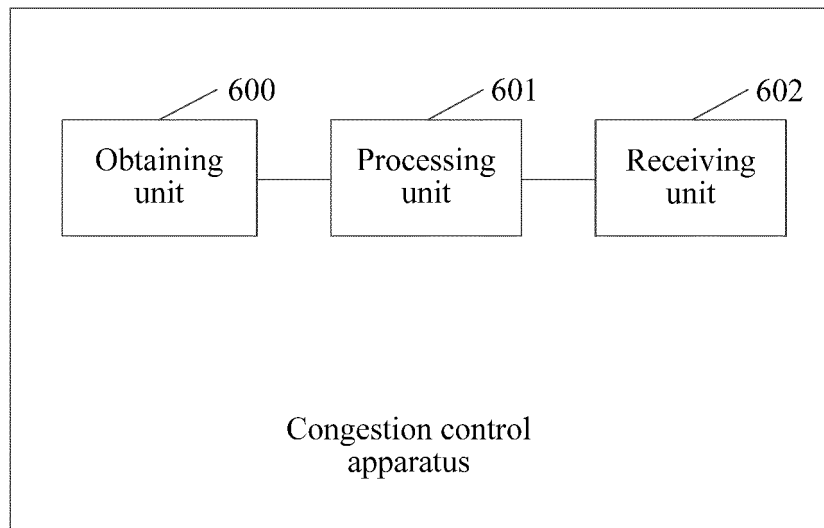 600 601 602
Obtaining unit
Processing unit
Receiving unit
Congestion control
apparatus